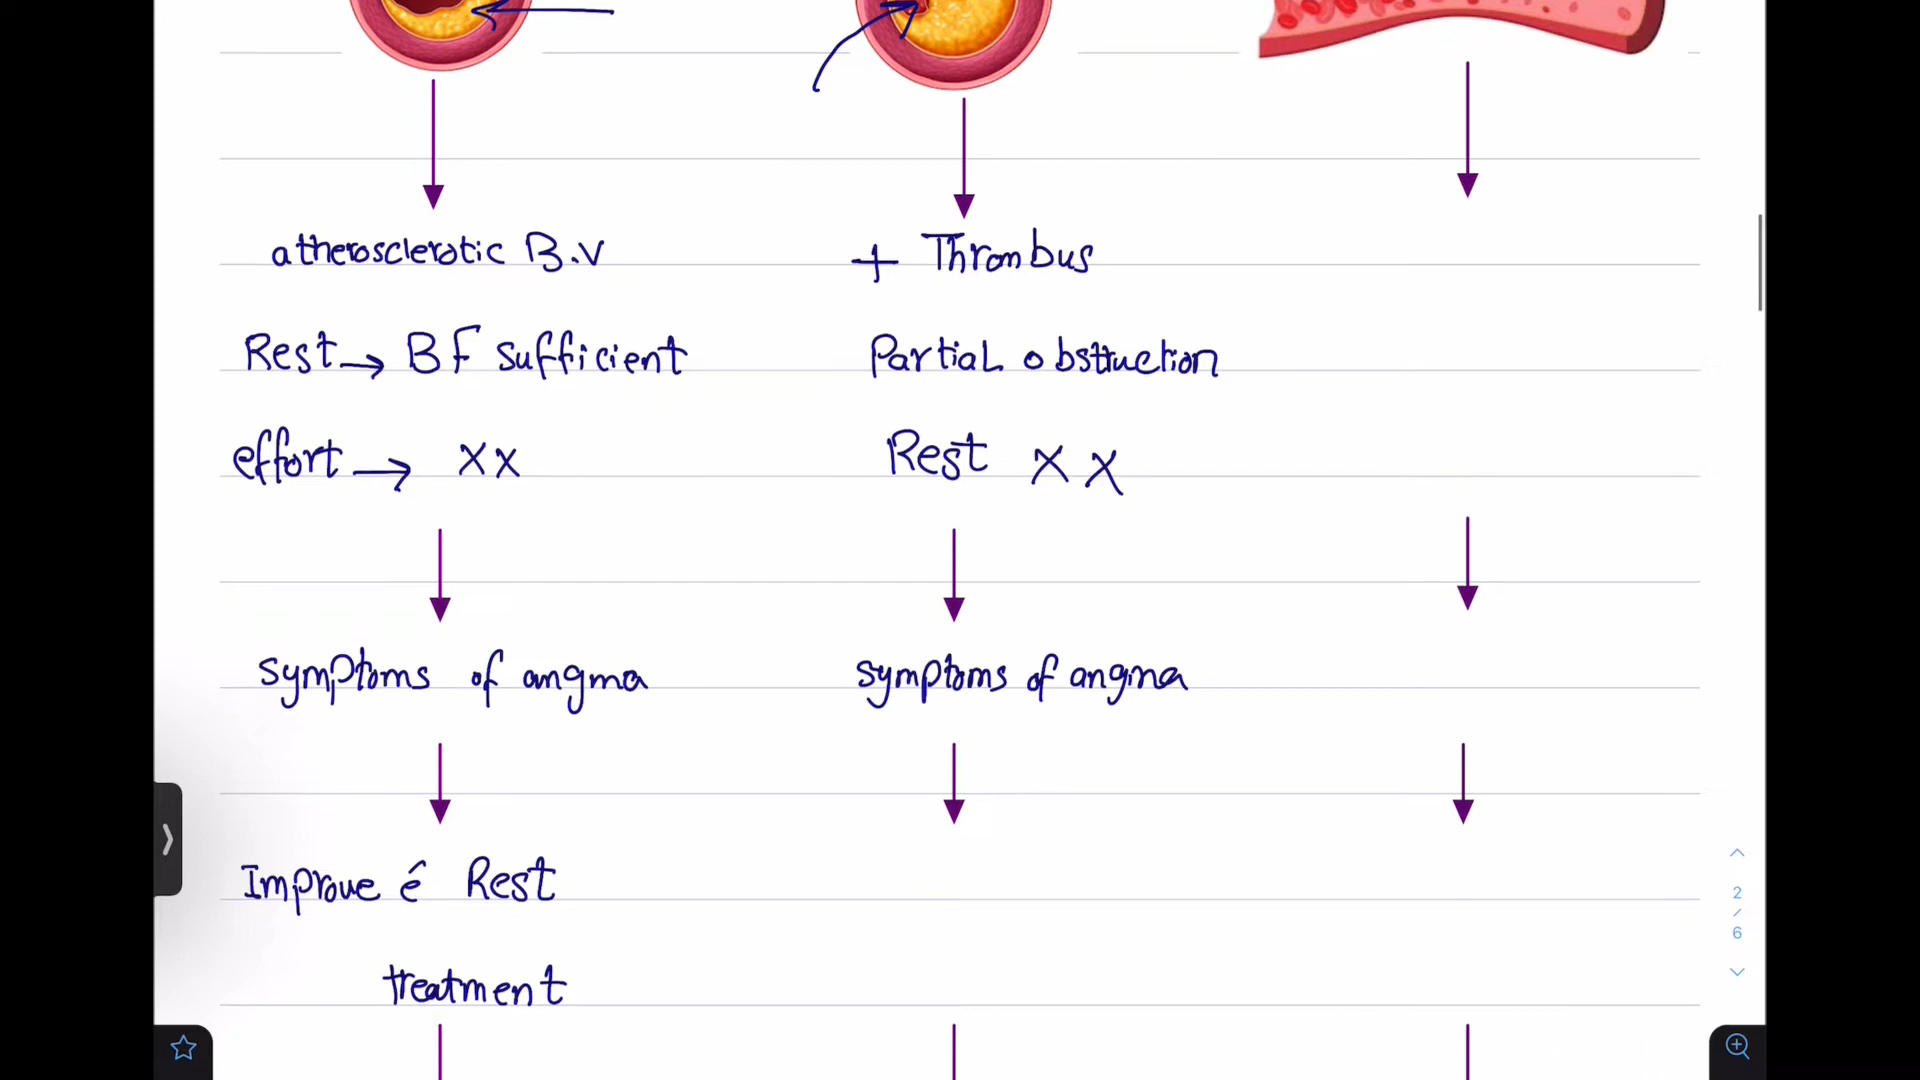 atherosclerotic B.V
Rest → BF sufficient
effort → xx
symptoms of angina
Improve é Rest
treatment
+ Thrombus
Partial obstruction
Rest X X
symptoms of angina
2
/
6